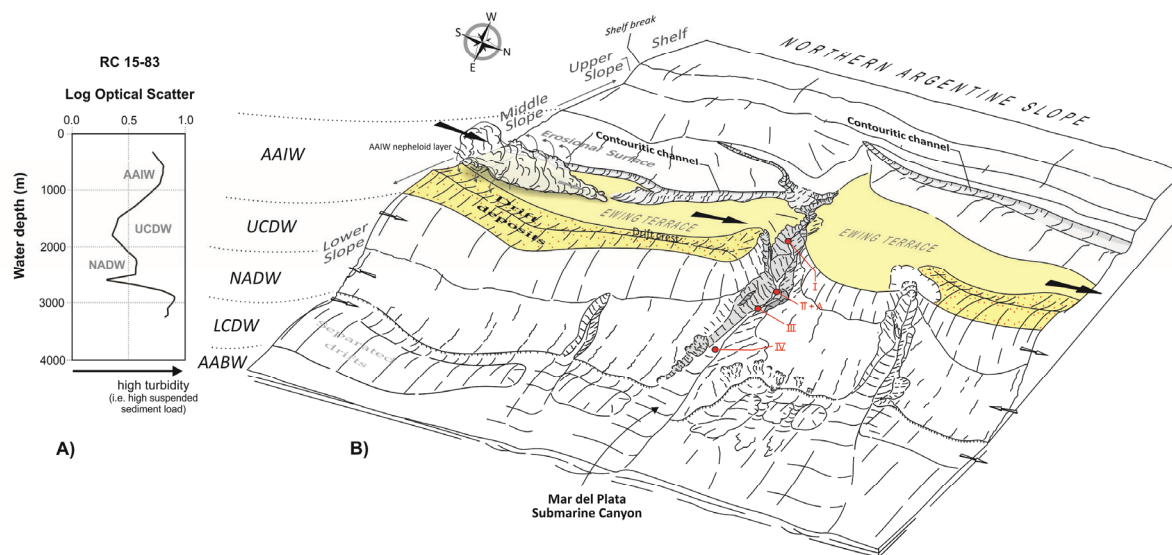 RC 15-83
Log Optical Scatter
0 0.5 1.0
Water depth (m)
0
1000
2000
3000
4000
AAIW
UCDW
NADW
high turbidity
(i.e. high suspended
sediment load)
A)
AAIW
UCDW
NADW
LCDW
AABW
W
S
N
E
Shelf break
Shelf
Upper
Slope
Middle
Slope
Lower
Slope
NORTHERN ARGENTINE SLOPE
AAIW nepheloid layer
Erosional Surface
Contouritic channel
Contouritic channel
Drift
deposits
EWING TERRACE
Drift crest
EWING TERRACE
I
II + A
III
IV
Separated
drifts
B)
Mar del Plata
Submarine Canyon